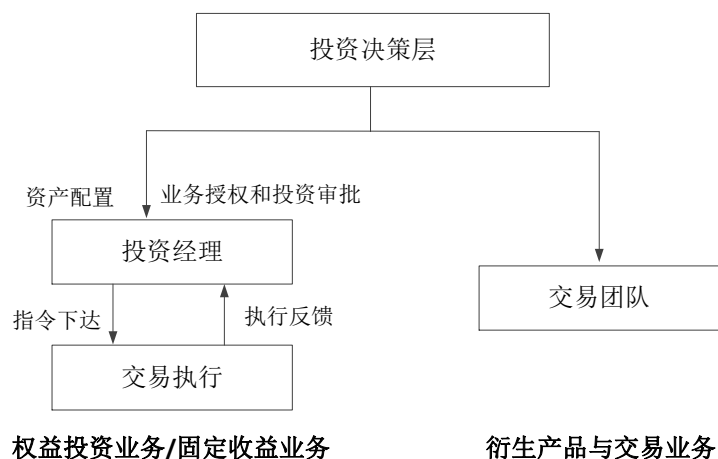 投资决策层
资产配置
业务授权和投资审批
投资经理
交易团队
指令下达
执行反馈
交易执行
权益投资业务/固定收益业务
衍生产品与交易业务